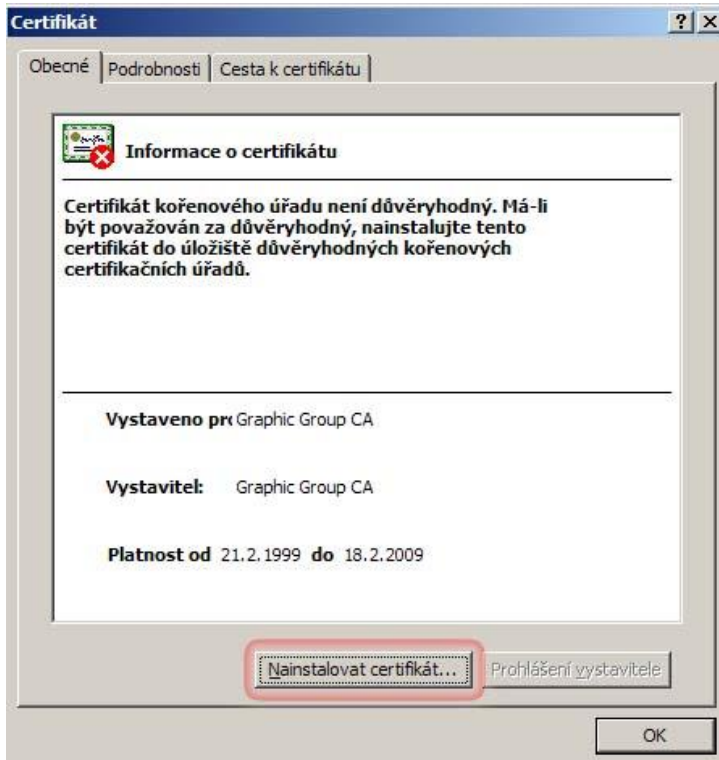 Certifikát
Obecné Podrobnosti Cesta k certifikátu
Informace o certifikátu
Certifikát kořenového úřadu není důvěryhodný. Má-li
být považován za důvěryhodný, nainstalujte tento
certifikát do úložiště důvěryhodných kořenových
certifikačních úřadů.
Vystaveno pro Graphic Group CA
Vystavitel: Graphic Group CA
Platnost od 21.2.1999 do 18.2.2009
Nainstalovat certifikát... Prohlášení vystavitele
OK